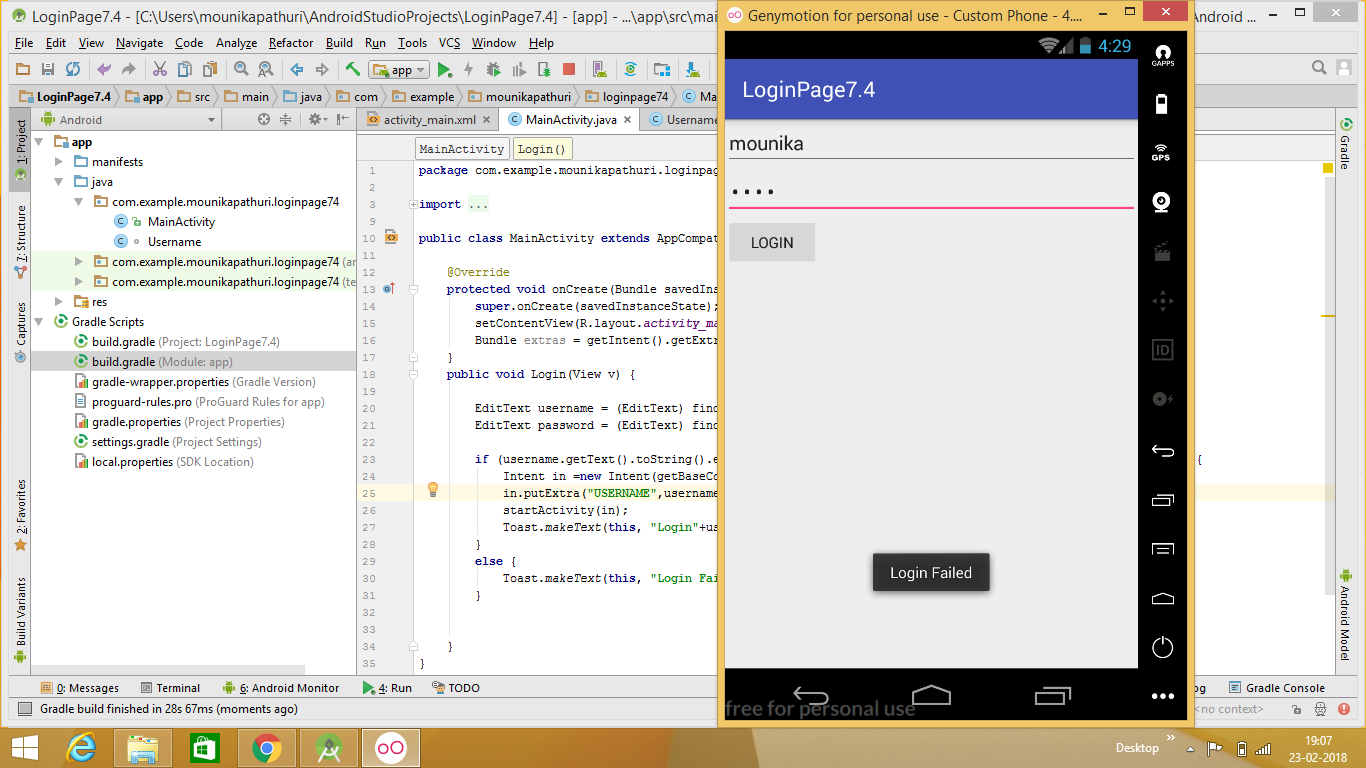 LoginPage7.4 - [C:\Users\mounikapathuri\AndroidStudioProjects\LoginPage7.4] - [app] - ...\app\src\mai
Genymotion for personal use - Custom Phone - 4....
Android ...
File Edit View Navigate Code Analyze Refactor Build Run Tools VCS Window Help
app
LoginPage7.4 app src main java com example mounikapathuri loginpage74 Ma
Android
activity_main.xml MainActivity.java Username
MainActivity Login()
1: Project
7: Structure
Captures
2: Favorites
Build Variants
app
manifests
java
com.example.mounikapathuri.loginpage74
MainActivity
Username
com.example.mounikapathuri.loginpage74 (an
com.example.mounikapathuri.loginpage74 (te
res
Gradle Scripts
build.gradle (Project: LoginPage7.4)
build.gradle (Module: app)
gradle-wrapper.properties (Gradle Version)
proguard-rules.pro (ProGuard Rules for app)
gradle.properties (Project Properties)
settings.gradle (Project Settings)
local.properties (SDK Location)
1 package com.example.mounikapathuri.loginpag
2
3 import ...
9
10 public class MainActivity extends AppCompat
11
12 @Override
13 protected void onCreate(Bundle savedInst
14 super.onCreate(savedInstanceState);
15 setContentView(R.layout.activity_ma
16 Bundle extras = getIntent().getExtr
17 }
18 public void Login(View v) {
19
20 EditText username = (EditText) find
21 EditText password = (EditText) find
22
23 if (username.getText().toString().e {
24 Intent in =new Intent(getBaseCo
25 in.putExtra("USERNAME",username
26 startActivity(in);
27 Toast.makeText(this, "Login"+us
28 }
29 else {
30 Toast.makeText(this, "Login Fai
31 }
32
33
34 }
35 }
4:29
LoginPage7.4
mounika
LOGIN
Login Failed
free for personal use
GAPPS
GPS
ID
Gradle
Android Model
0: Messages Terminal 6: Android Monitor 4: Run TODO og Gradle Console
Gradle build finished in 28s 67ms (moments ago)
<no context>
Desktop
19:07
23-02-2018